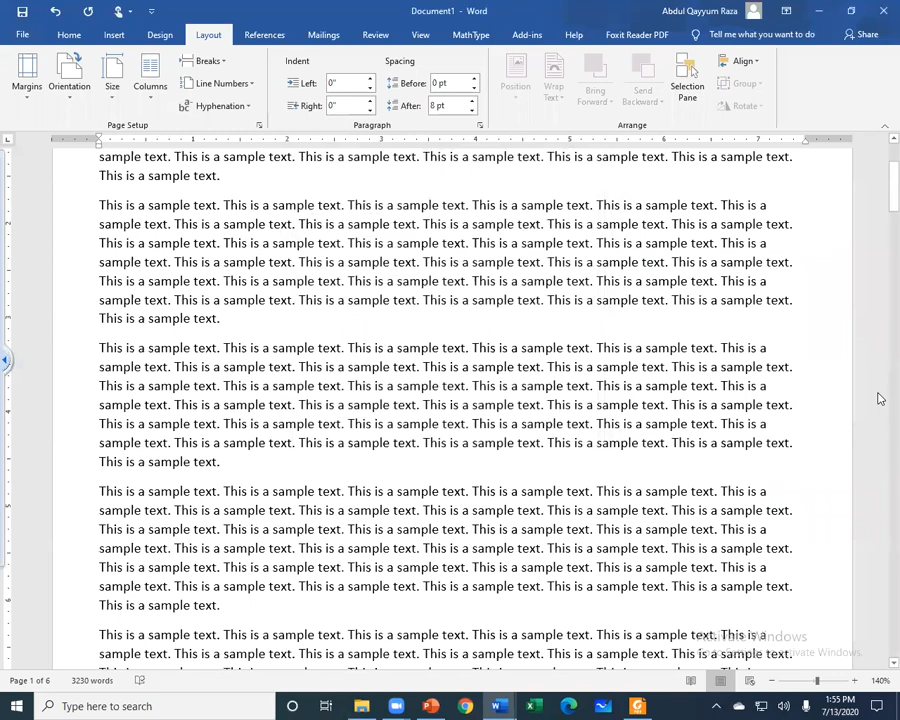 Document1 - Word
Abdul Qayyum Raza
File Home Insert Design Layout References Mailings Review View MathType Add-ins Help Foxit Reader PDF Tell me what you want to do Share
Margins Orientation Size Columns
Breaks
Line Numbers
Hyphenation
Page Setup
Indent Spacing
Left: 0" Before: 0 pt
Right: 0" After: 8 pt
Paragraph
Position Wrap Text Bring Forward Send Backward Selection Pane
Align
Group
Rotate
Arrange
1 2 3 4 5 6 7
sample text. This is a sample text. This is a sample text. This is a sample text. This is a sample text. This is a sample text.
This is a sample text.
This is a sample text. This is a sample text. This is a sample text. This is a sample text. This is a sample text. This is a
sample text. This is a sample text. This is a sample text. This is a sample text. This is a sample text. This is a sample text.
This is a sample text. This is a sample text. This is a sample text. This is a sample text. This is a sample text. This is a
sample text. This is a sample text. This is a sample text. This is a sample text. This is a sample text. This is a sample text.
This is a sample text. This is a sample text. This is a sample text. This is a sample text. This is a sample text. This is a
sample text. This is a sample text. This is a sample text. This is a sample text. This is a sample text. This is a sample text.
This is a sample text.
This is a sample text. This is a sample text. This is a sample text. This is a sample text. This is a sample text. This is a
sample text. This is a sample text. This is a sample text. This is a sample text. This is a sample text. This is a sample text.
This is a sample text. This is a sample text. This is a sample text. This is a sample text. This is a sample text. This is a
sample text. This is a sample text. This is a sample text. This is a sample text. This is a sample text. This is a sample text.
This is a sample text. This is a sample text. This is a sample text. This is a sample text. This is a sample text. This is a
sample text. This is a sample text. This is a sample text. This is a sample text. This is a sample text. This is a sample text.
This is a sample text.
This is a sample text. This is a sample text. This is a sample text. This is a sample text. This is a sample text. This is a
sample text. This is a sample text. This is a sample text. This is a sample text. This is a sample text. This is a sample text.
This is a sample text. This is a sample text. This is a sample text. This is a sample text. This is a sample text. This is a
sample text. This is a sample text. This is a sample text. This is a sample text. This is a sample text. This is a sample text.
This is a sample text. This is a sample text. This is a sample text. This is a sample text. This is a sample text. This is a
sample text. This is a sample text. This is a sample text. This is a sample text. This is a sample text. This is a sample text.
This is a sample text.
This is a sample text. This is a sample text. This is a sample text. This is a sample text. This is a sample text. This is a
sample text. This is a sample text. This is a sample text. This is a sample text. This is a sample text. This is a sample text.
Activate Windows
Go to Settings to activate Windows.
Page 1 of 6 3230 words 140%
Type here to search
1:55 PM
7/13/2020